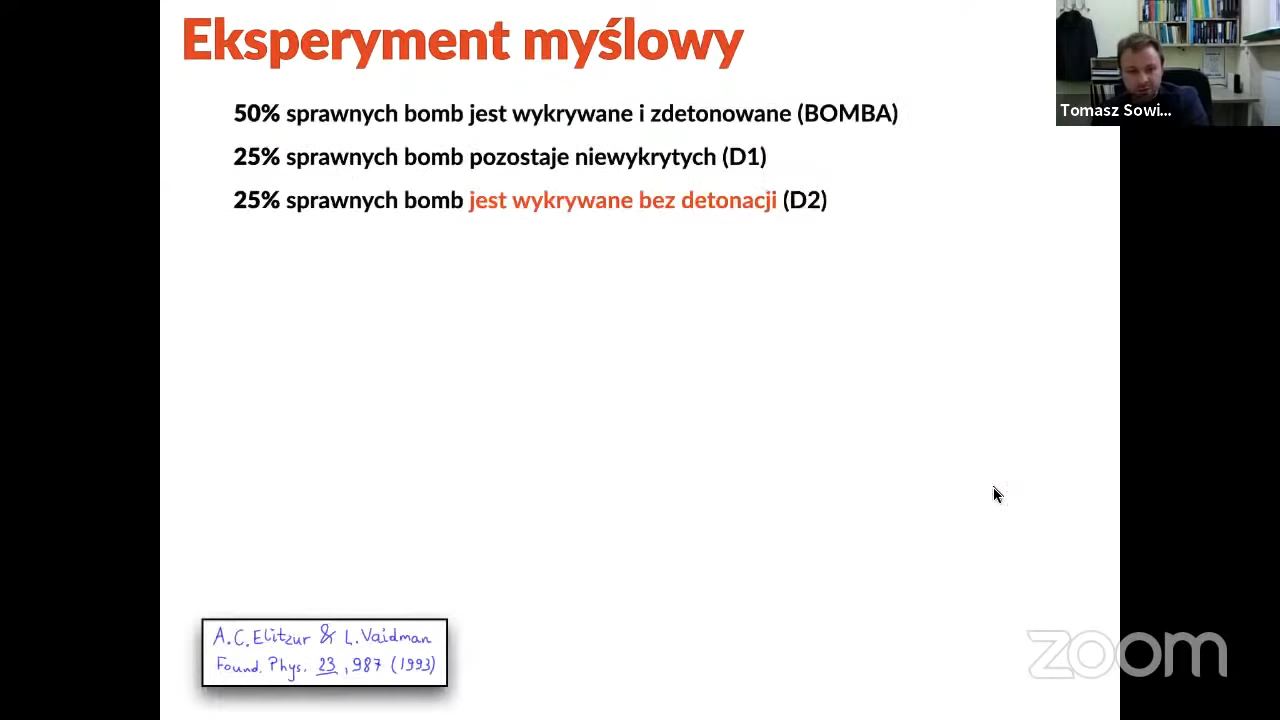 Eksperyment myślowy
50% sprawnych bomb jest wykrywane i zdetonowane (BOMBA)
25% sprawnych bomb pozostaje niewykrytych (D1)
25% sprawnych bomb jest wykrywane bez detonacji (D2)
Tomasz Sowi...
A.C. Elitzur & L. Vaidman
Found. Phys. 23, 987 (1993)
zoom